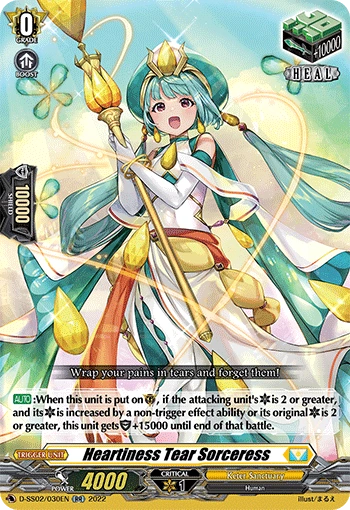 0
GRADE
BOOST
+10000
HEAL
10000
SHIELD
Wrap your pains in tears and forget them!
AUTO :When this unit is put on , if the attacking unit's is 2 or greater,
and its is increased by a non-trigger effect ability or its original is 2 or
greater, this unit gets +15000 until end of that battle.
TRIGGER UNIT
Heartiness Tear Sorceress
POWER 4000
CRITICAL
1
Keter Sanctuary
Human
D-SS02/030EN RR 2022
illust/まるえ